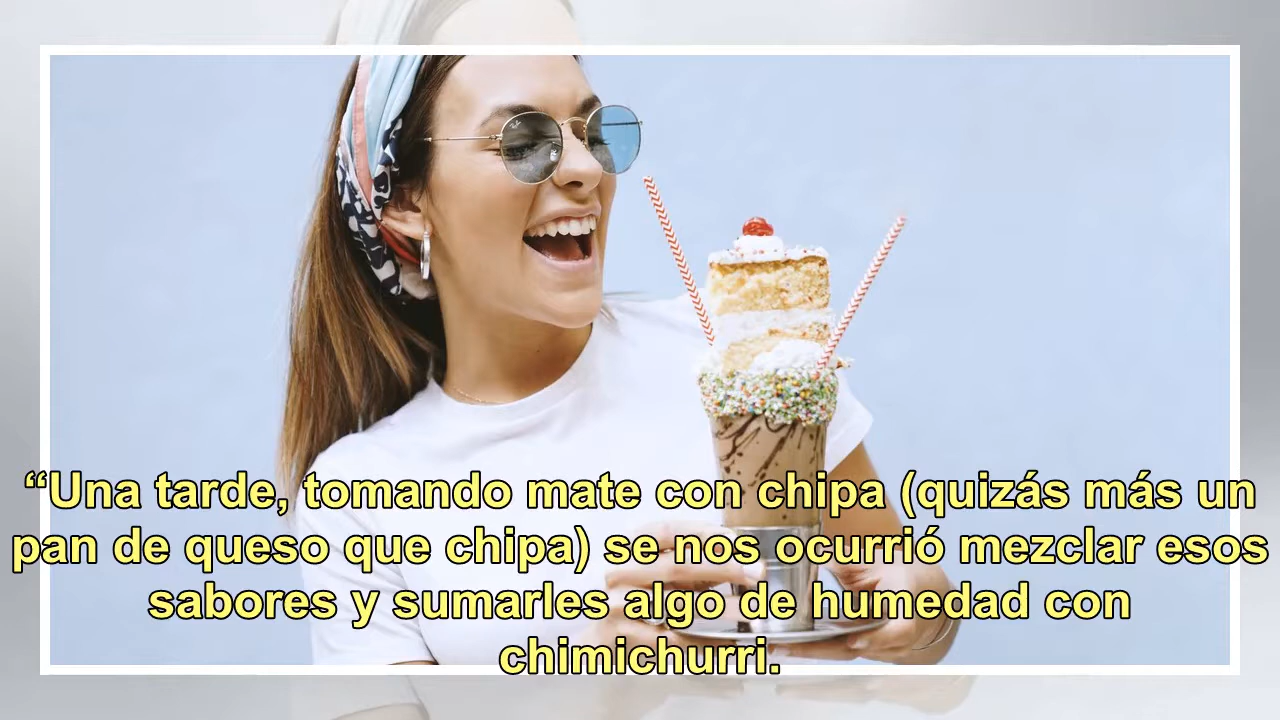 “Una tarde, tomando mate con chipa (quizás más un
pan de queso que chipa) se nos ocurrió mezclar esos
sabores y sumarles algo de humedad con
chimichurri.